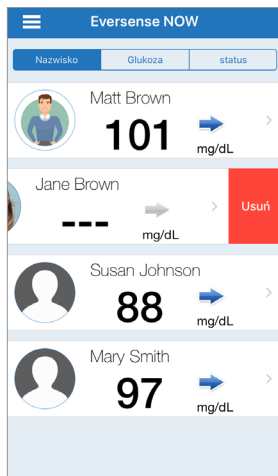 Eversense NOW
Nazwisko Glukoza status
Matt Brown
101
mg/dL
Jane Brown
---
mg/dL
Usuń
Susan Johnson
88
mg/dL
Mary Smith
97
mg/dL